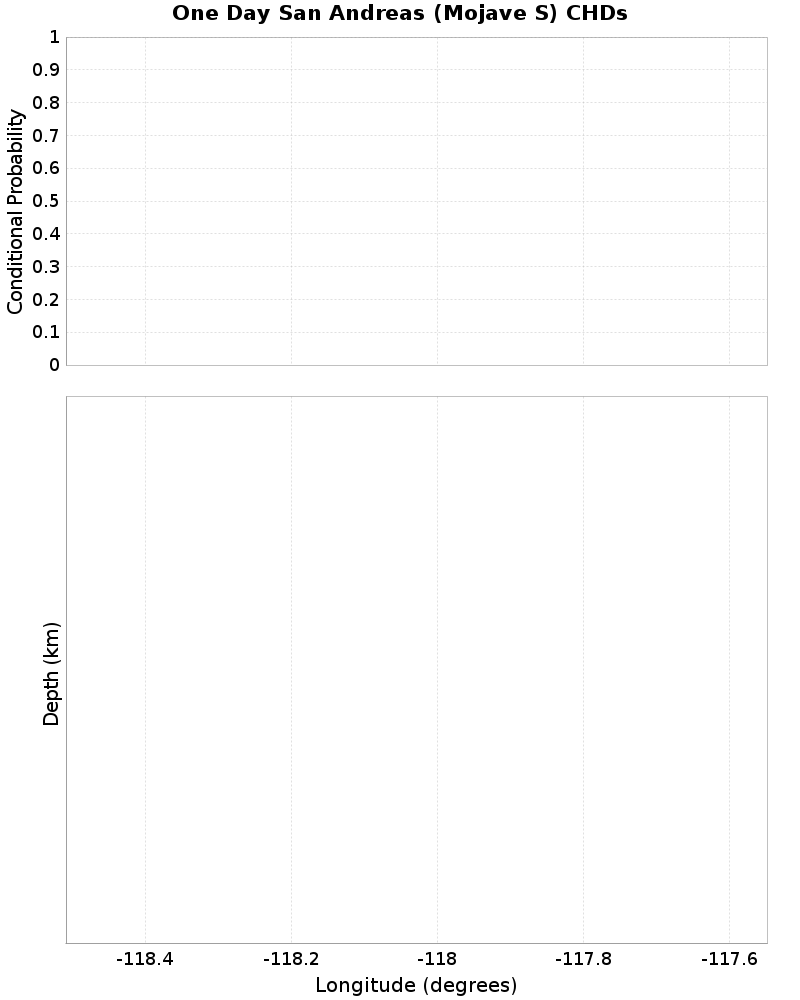 One Day San Andreas (Mojave S) CHDs
Conditional Probability
1
0.9
0.8
0.7
0.6
0.5
0.4
0.3
0.2
0.1
0
Depth (km)
-118.4 -118.2 -118 -117.8 -117.6
Longitude (degrees)